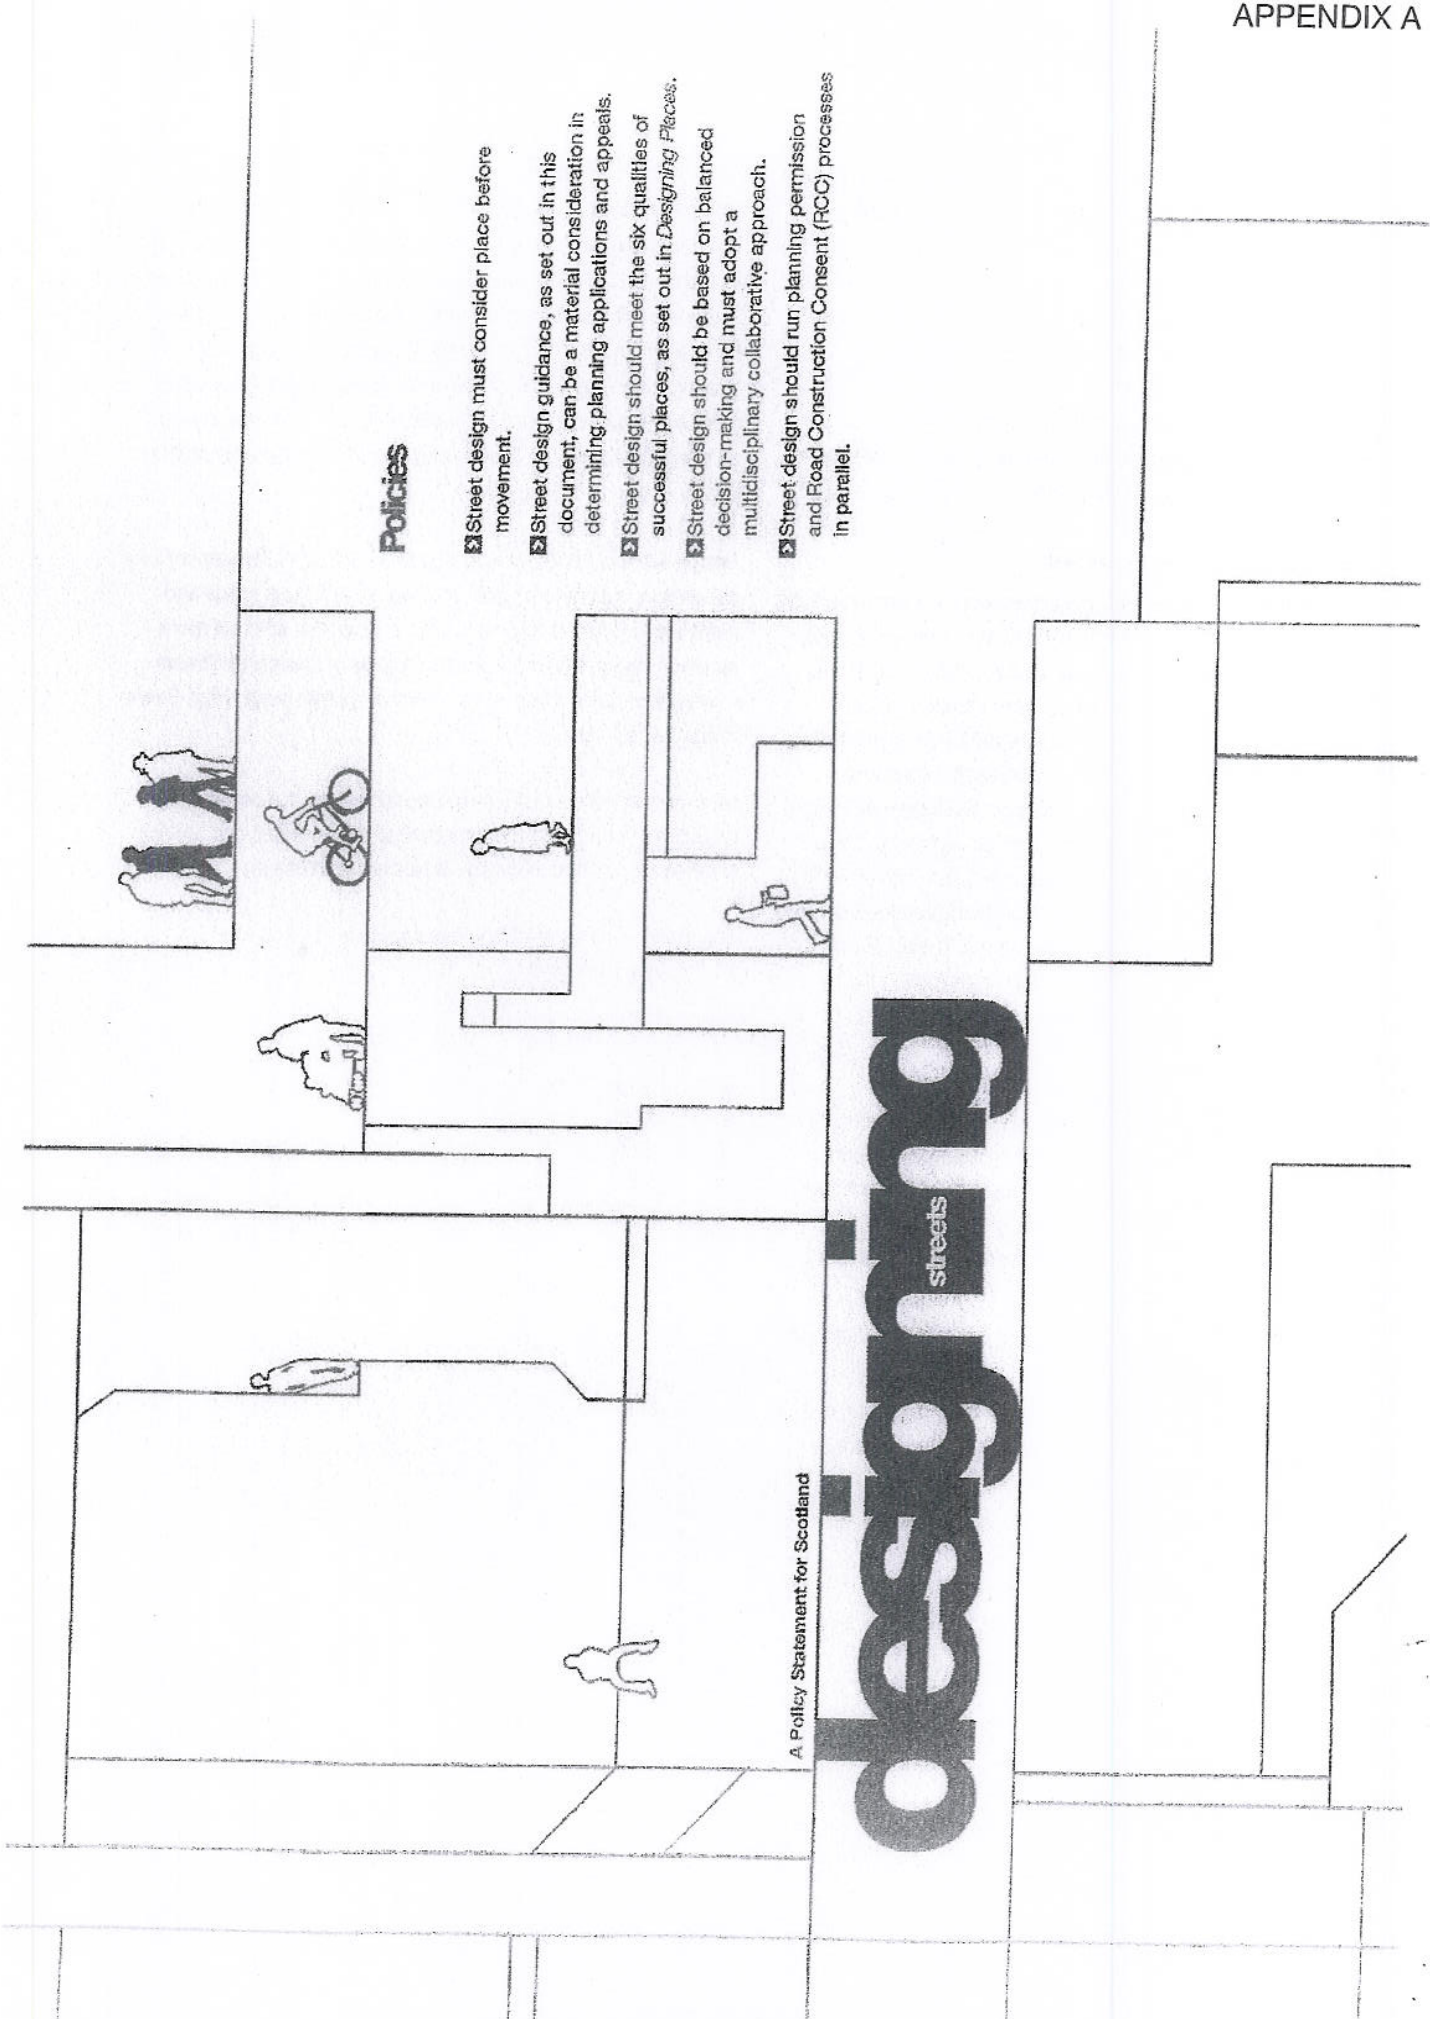 APPENDIX A
A Policy Statement for Scotland
designing
streets
Policies
Street design must consider place before
movement.
Street design guidance, as set out in this
document, can be a material consideration in
determining planning applications and appeals.
Street design should meet the six qualities of
successful places, as set out in Designing Places.
Street design should be based on balanced
decision-making and must adopt a
multidisciplinary collaborative approach.
Street design should run planning permission
and Road Construction Consent (RCC) processes
in parallel.